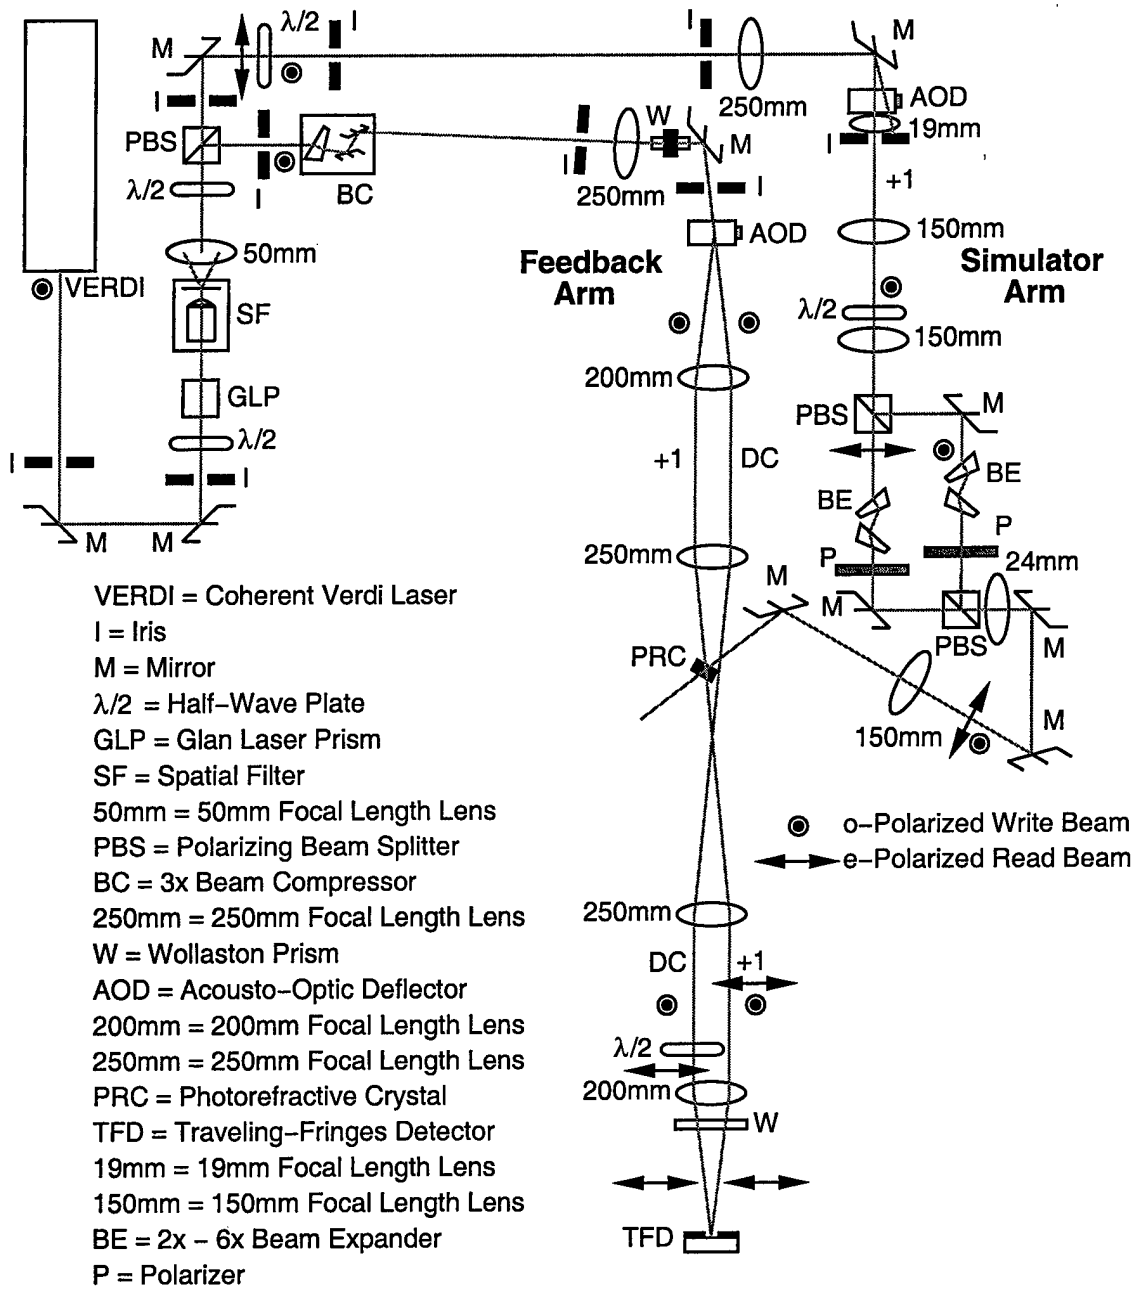 λ/2
I
I
M
M
250mm
AOD
19mm
I
W
M
I
PBS
I
250mm
I
+1
λ/2
I
BC
AOD
150mm
50mm
Feedback
Arm
Simulator
Arm
VERDI
SF
λ/2
150mm
200mm
GLP
PBS
M
λ/2
+1
DC
BE
I
I
BE
M
M
P
250mm
P
24mm
M
M
PBS
M
PRC
M
150mm
VERDI = Coherent Verdi Laser
I = Iris
M = Mirror
λ/2 = Half-Wave Plate
GLP = Glan Laser Prism
SF = Spatial Filter
50mm = 50mm Focal Length Lens
PBS = Polarizing Beam Splitter
BC = 3x Beam Compressor
250mm = 250mm Focal Length Lens
W = Wollaston Prism
AOD = Acousto-Optic Deflector
200mm = 200mm Focal Length Lens
250mm = 250mm Focal Length Lens
PRC = Photorefractive Crystal
TFD = Traveling-Fringes Detector
19mm = 19mm Focal Length Lens
150mm = 150mm Focal Length Lens
BE = 2x - 6x Beam Expander
P = Polarizer
o-Polarized Write Beam
e-Polarized Read Beam
250mm
DC
+1
λ/2
200mm
W
TFD